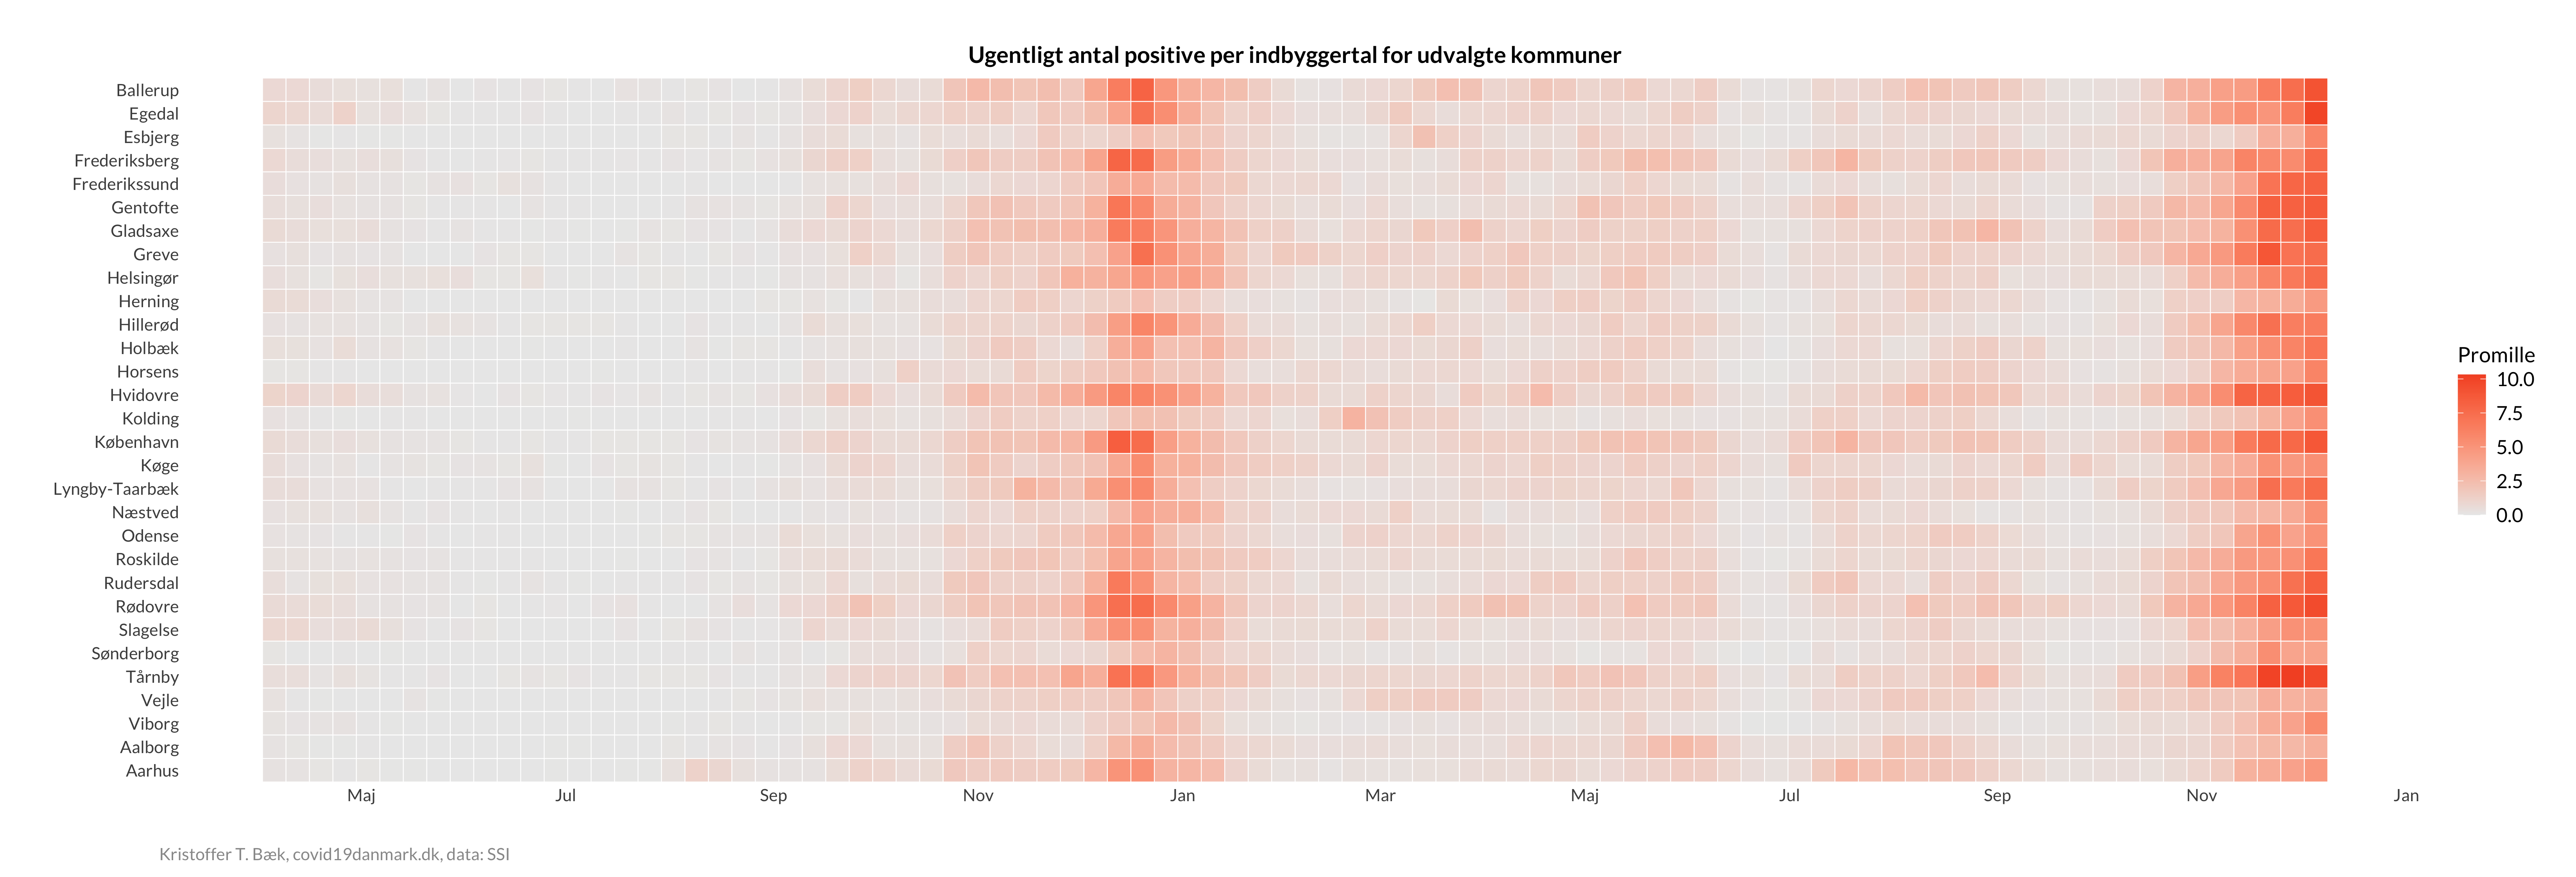 Ugentligt antal positive per indbyggertal for udvalgte kommuner
Ballerup
Egedal
Esbjerg
Frederiksberg
Frederikssund
Gentofte
Gladsaxe
Greve
Helsingør
Herning
Hillerød
Holbæk
Horsens
Hvidovre
Kolding
København
Køge
Lyngby-Taarbæk
Næstved
Odense
Roskilde
Rudersdal
Rødovre
Slagelse
Sønderborg
Tårnby
Vejle
Viborg
Aalborg
Aarhus
Maj Jul Sep Nov Jan Mar Maj Jul Sep Nov Jan
Promille
10.0
7.5
5.0
2.5
0.0
Kristoffer T. Bæk, covid19danmark.dk, data: SSI